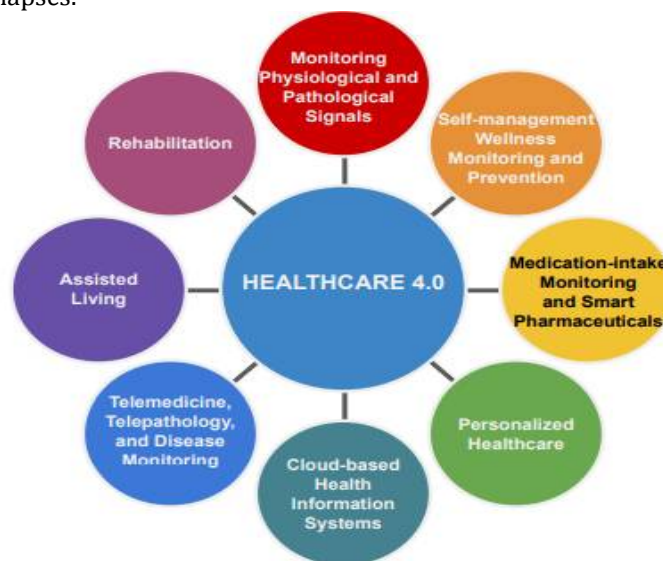 Monitoring
Physiological and
Pathological
Signals
Self-management
Wellness
Monitoring and
Prevention
Medication-intake
Monitoring
and Smart
Pharmaceuticals
Personalized
Healthcare
Cloud-based
Health
Information
Systems
Telemedicine,
Telepathology,
and Disease
Monitoring
Assisted
Living
Rehabilitation
HEALTHCARE 4.0